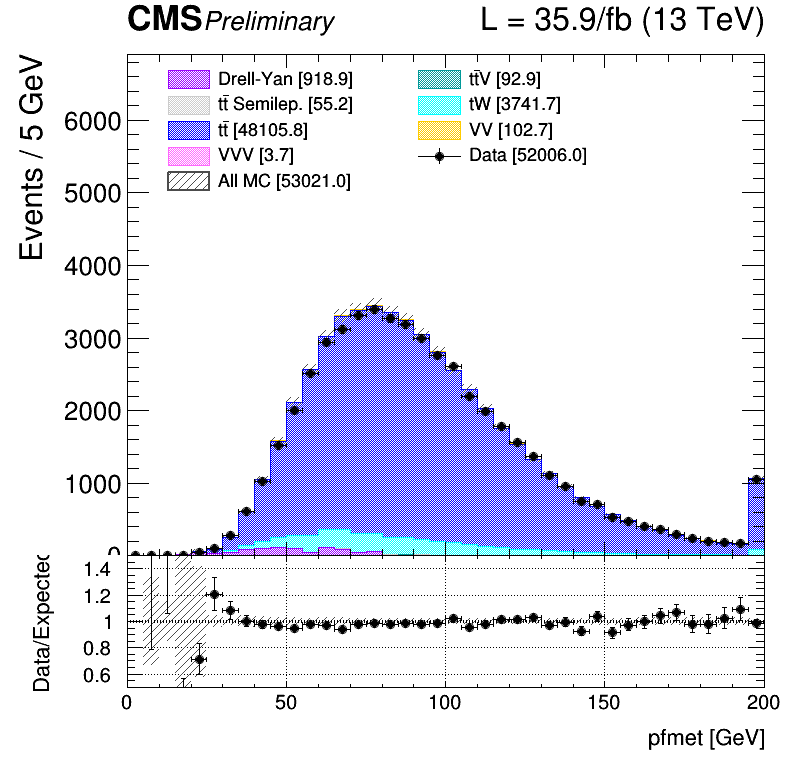 CMS Preliminary L = 35.9/fb (13 TeV)
Events / 5 GeV
Drell-Yan [918.9]
tt̄ Semilep. [55.2]
tt̄ [48105.8]
VVV [3.7]
All MC [53021.0]
tt̄V [92.9]
tW [3741.7]
VV [102.7]
Data [52006.0]
6000
5000
4000
3000
2000
1000
0
Data/Expected
1.4
1.2
1
0.8
0.6
0 50 100 150 200
pfmet [GeV]